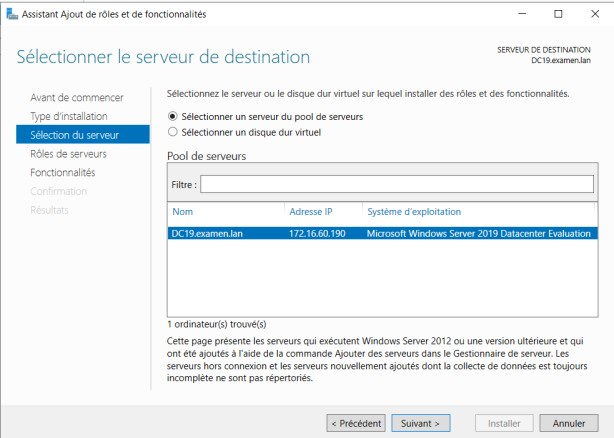 Assistant Ajout de rôles et de fonctionnalités
Sélectionner le serveur de destination
SERVEUR DE DESTINATION
DC19.examen.lan
Avant de commencer
Type d'installation
Sélection du serveur
Rôles de serveurs
Fonctionnalités
Confirmation
Résultats
Sélectionnez le serveur ou le disque dur virtuel sur lequel installer des rôles et des fonctionnalités.
Sélectionner un serveur du pool de serveurs
Sélectionner un disque dur virtuel
Pool de serveurs
Filtre :
Nom Adresse IP Système d'exploitation
DC19.examen.lan 172.16.60.190 Microsoft Windows Server 2019 Datacenter Evaluation
1 ordinateur(s) trouvé(s)
Cette page présente les serveurs qui exécutent Windows Server 2012 ou une version ultérieure et qui
ont été ajoutés à l'aide de la commande Ajouter des serveurs dans le Gestionnaire de serveur. Les
serveurs hors connexion et les serveurs nouvellement ajoutés dont la collecte de données est toujours
incomplète ne sont pas répertoriés.
< Précédent Suivant > Installer Annuler